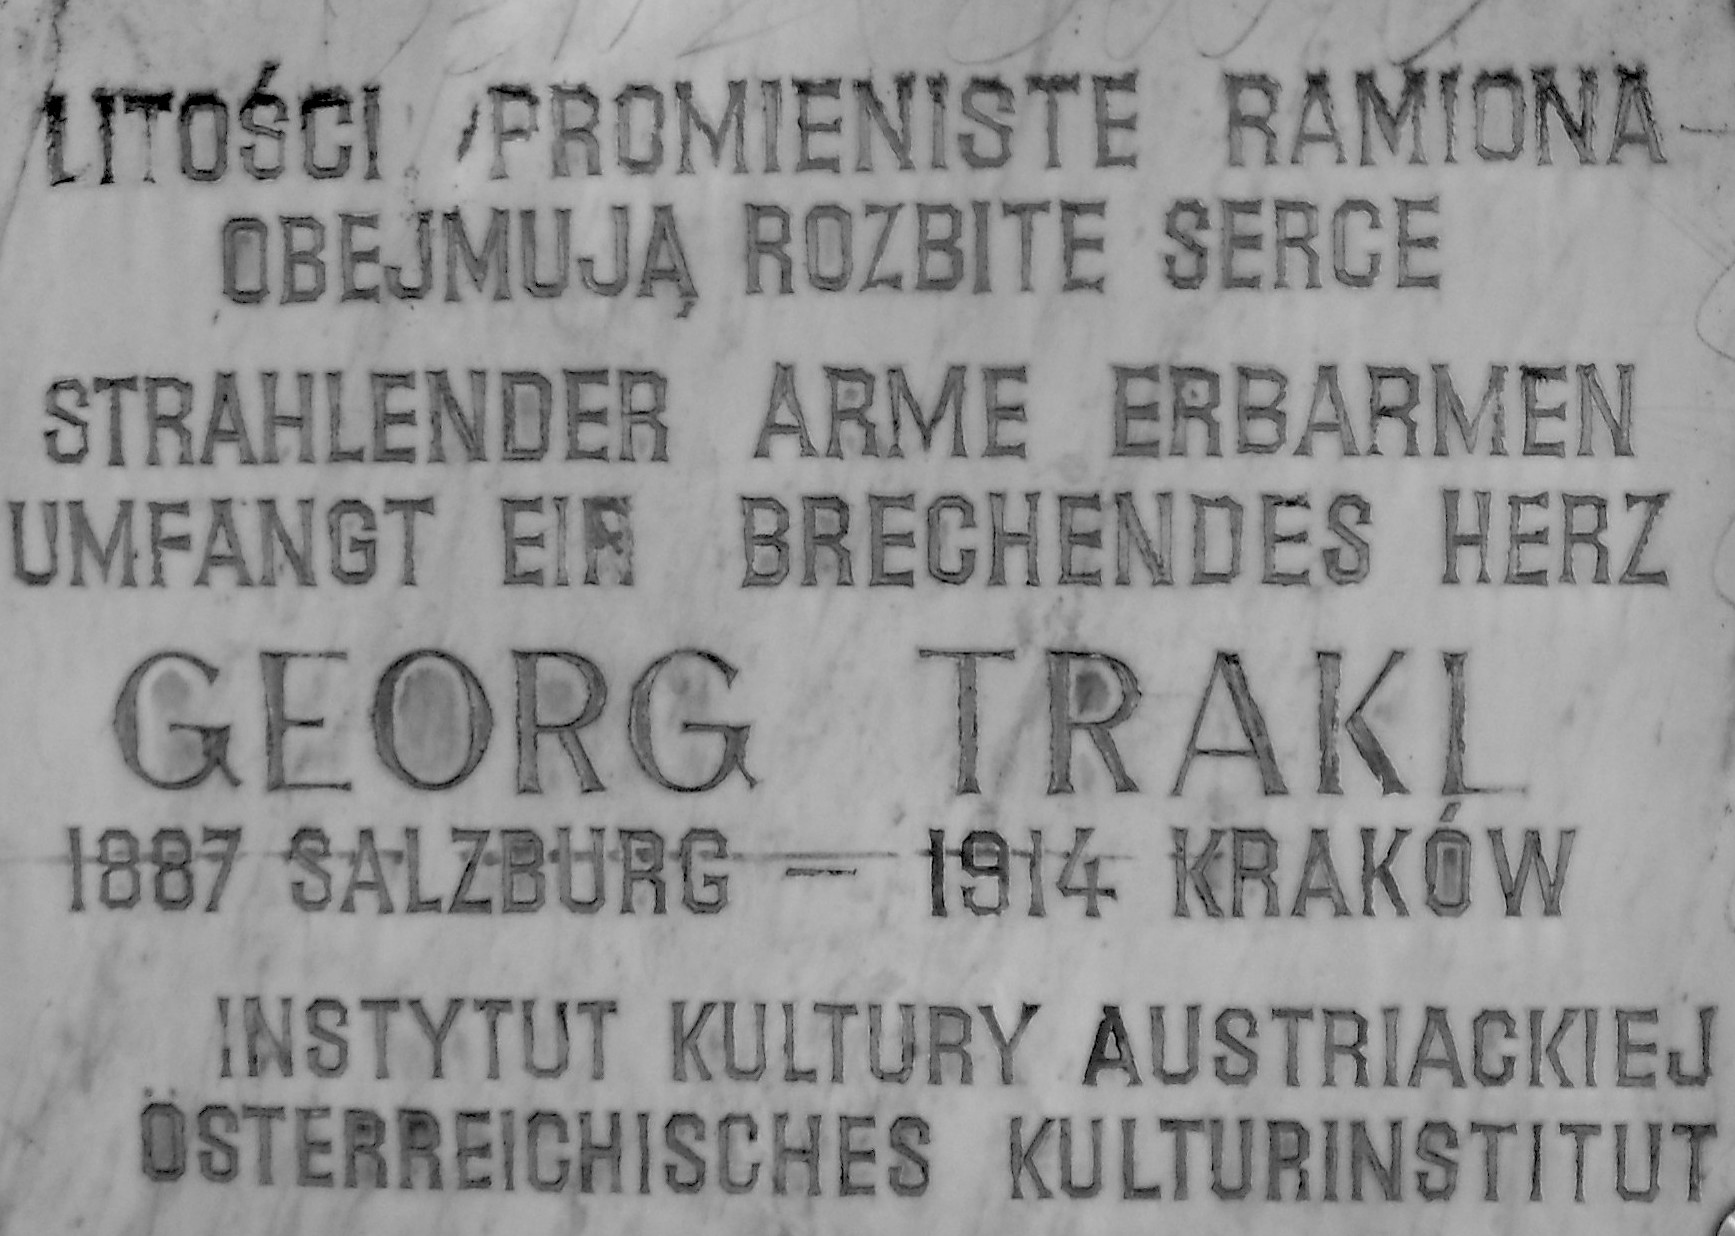 LITOŚCI PROMIENISTE RAMIONA
OBEJMUJĄ ROZBITE SERCE
STRAHLENDER ARME ERBARMEN
UMFÄNGT EIN BRECHENDES HERZ
GEORG TRAKL
1887 SALZBURG — 1914 KRAKÓW
INSTYTUT KULTURY AUSTRIACKIEJ
ÖSTERREICHISCHES KULTURINSTITUT